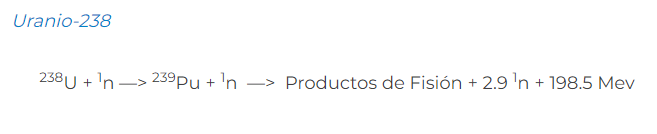 Uranio-238
²³⁸U + ¹n —> ²³⁹Pu + ¹n —> Productos de Fisión + 2.9 ¹n + 198.5 Mev